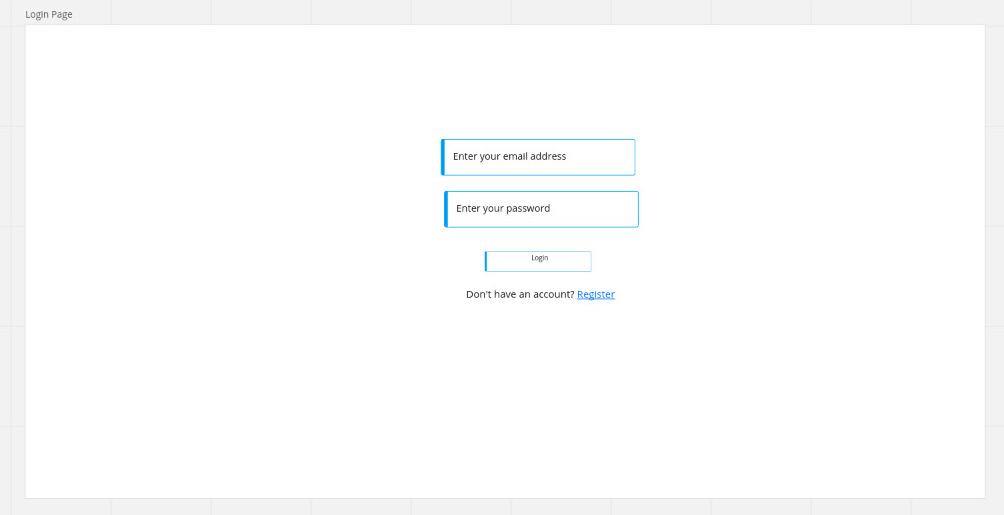 Login Page
Enter your email address
Enter your password
Login
Don't have an account? Register